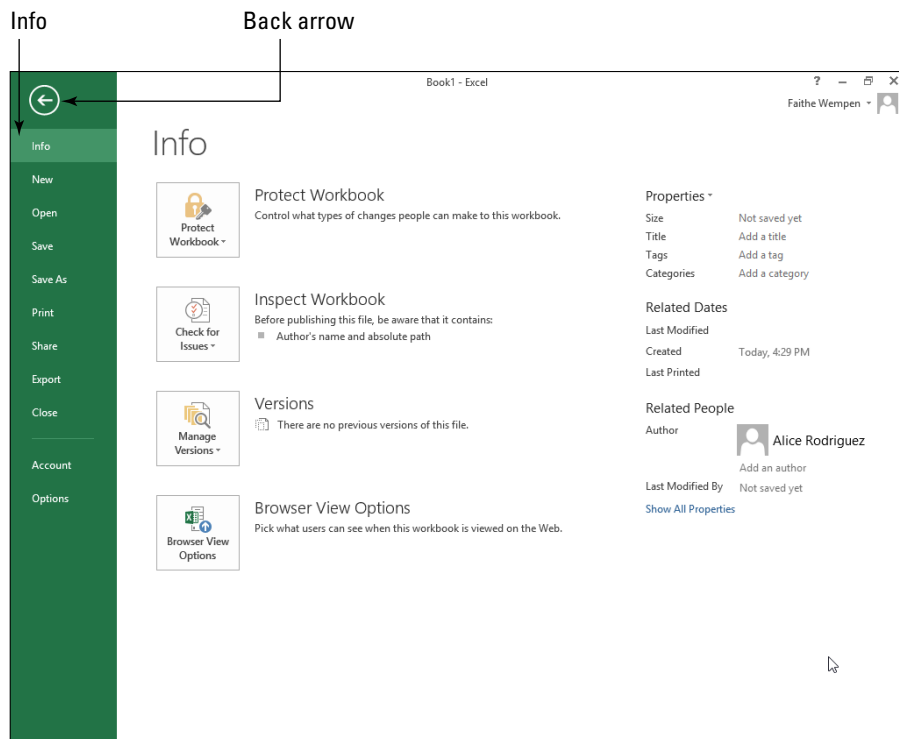 Info
Back arrow
Book1 - Excel
?
Faithe Wempen
Info
New
Open
Save
Save As
Print
Share
Export
Close
Account
Options
Info
Protect
Workbook
Protect Workbook
Control what types of changes people can make to this workbook.
Check for
Issues
Inspect Workbook
Before publishing this file, be aware that it contains:
Author's name and absolute path
Manage
Versions
Versions
There are no previous versions of this file.
Browser View
Options
Browser View Options
Pick what users can see when this workbook is viewed on the Web.
Properties
Size Not saved yet
Title Add a title
Tags Add a tag
Categories Add a category
Related Dates
Last Modified
Created Today, 4:29 PM
Last Printed
Related People
Author Alice Rodriguez
Add an author
Last Modified By Not saved yet
Show All Properties